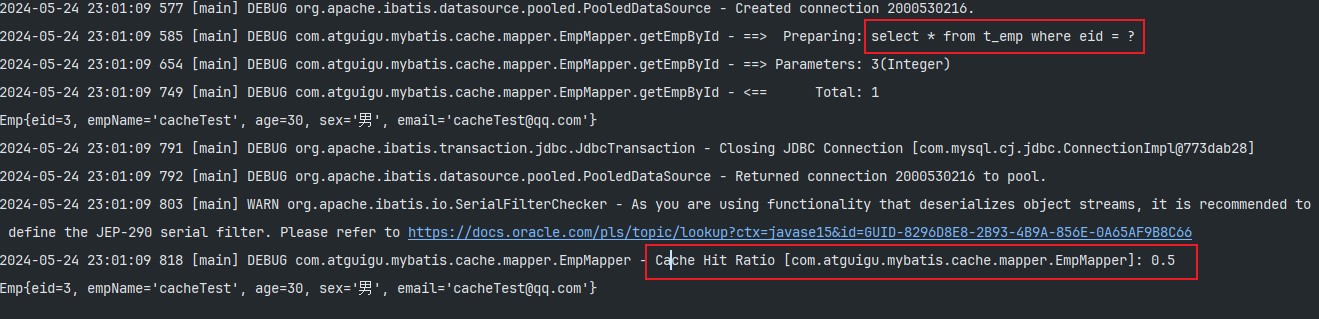 2024-05-24 23:01:09 577 [main] DEBUG org.apache.ibatis.datasource.pooled.PooledDataSource - Created connection 2000530216.
2024-05-24 23:01:09 585 [main] DEBUG com.atguigu.mybatis.cache.mapper.EmpMapper.getEmpById - ==>  Preparing: select * from t_emp where eid = ?
2024-05-24 23:01:09 654 [main] DEBUG com.atguigu.mybatis.cache.mapper.EmpMapper.getEmpById - ==> Parameters: 3(Integer)
2024-05-24 23:01:09 749 [main] DEBUG com.atguigu.mybatis.cache.mapper.EmpMapper.getEmpById - <==      Total: 1
Emp{eid=3, empName='cacheTest', age=30, sex='男', email='cacheTest@qq.com'}
2024-05-24 23:01:09 791 [main] DEBUG org.apache.ibatis.transaction.jdbc.JdbcTransaction - Closing JDBC Connection [com.mysql.cj.jdbc.ConnectionImpl@773dab28]
2024-05-24 23:01:09 792 [main] DEBUG org.apache.ibatis.datasource.pooled.PooledDataSource - Returned connection 2000530216 to pool.
2024-05-24 23:01:09 803 [main] WARN org.apache.ibatis.io.SerialFilterChecker - As you are using functionality that deserializes object streams, it is recommended to
define the JEP-290 serial filter. Please refer to https://docs.oracle.com/pls/topic/lookup?ctx=javase15&id=GUID-8296D8E8-2B93-4B9A-856E-0A65AF9B8C66
2024-05-24 23:01:09 818 [main] DEBUG com.atguigu.mybatis.cache.mapper.EmpMapper - Cache Hit Ratio [com.atguigu.mybatis.cache.mapper.EmpMapper]: 0.5
Emp{eid=3, empName='cacheTest', age=30, sex='男', email='cacheTest@qq.com'}